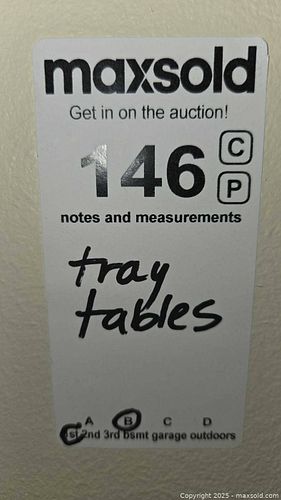 maxsold
Get in on the auction!
146
C
P
notes and measurements
tray
tables
A B C D
1st 2nd 3rd bsmt garage outdoors
Copyright 2025 - maxsold.com